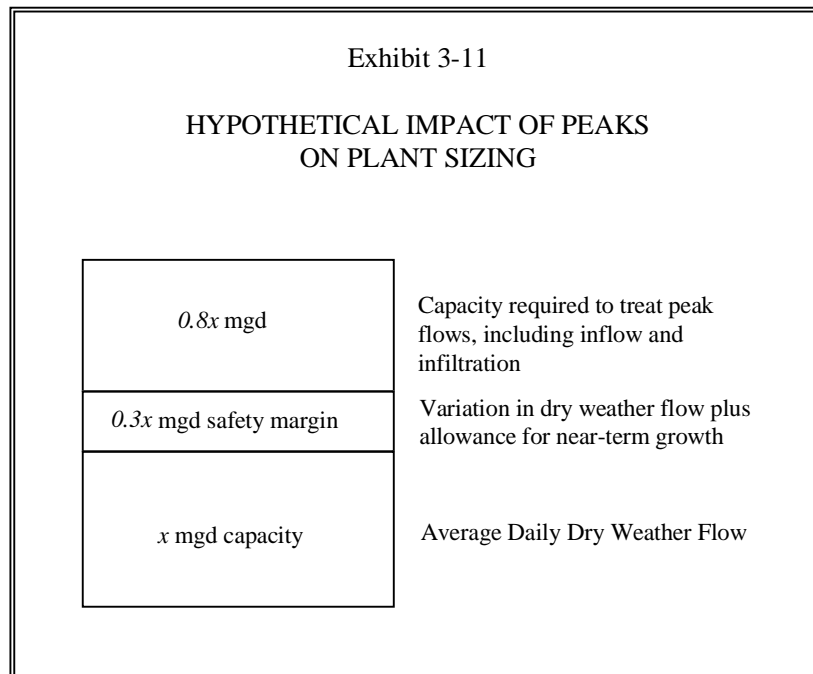 Exhibit 3-11
HYPOTHETICAL IMPACT OF PEAKS
ON PLANT SIZING
0.8x mgd
Capacity required to treat peak
flows, including inflow and
infiltration
0.3x mgd safety margin
Variation in dry weather flow plus
allowance for near-term growth
x mgd capacity
Average Daily Dry Weather Flow